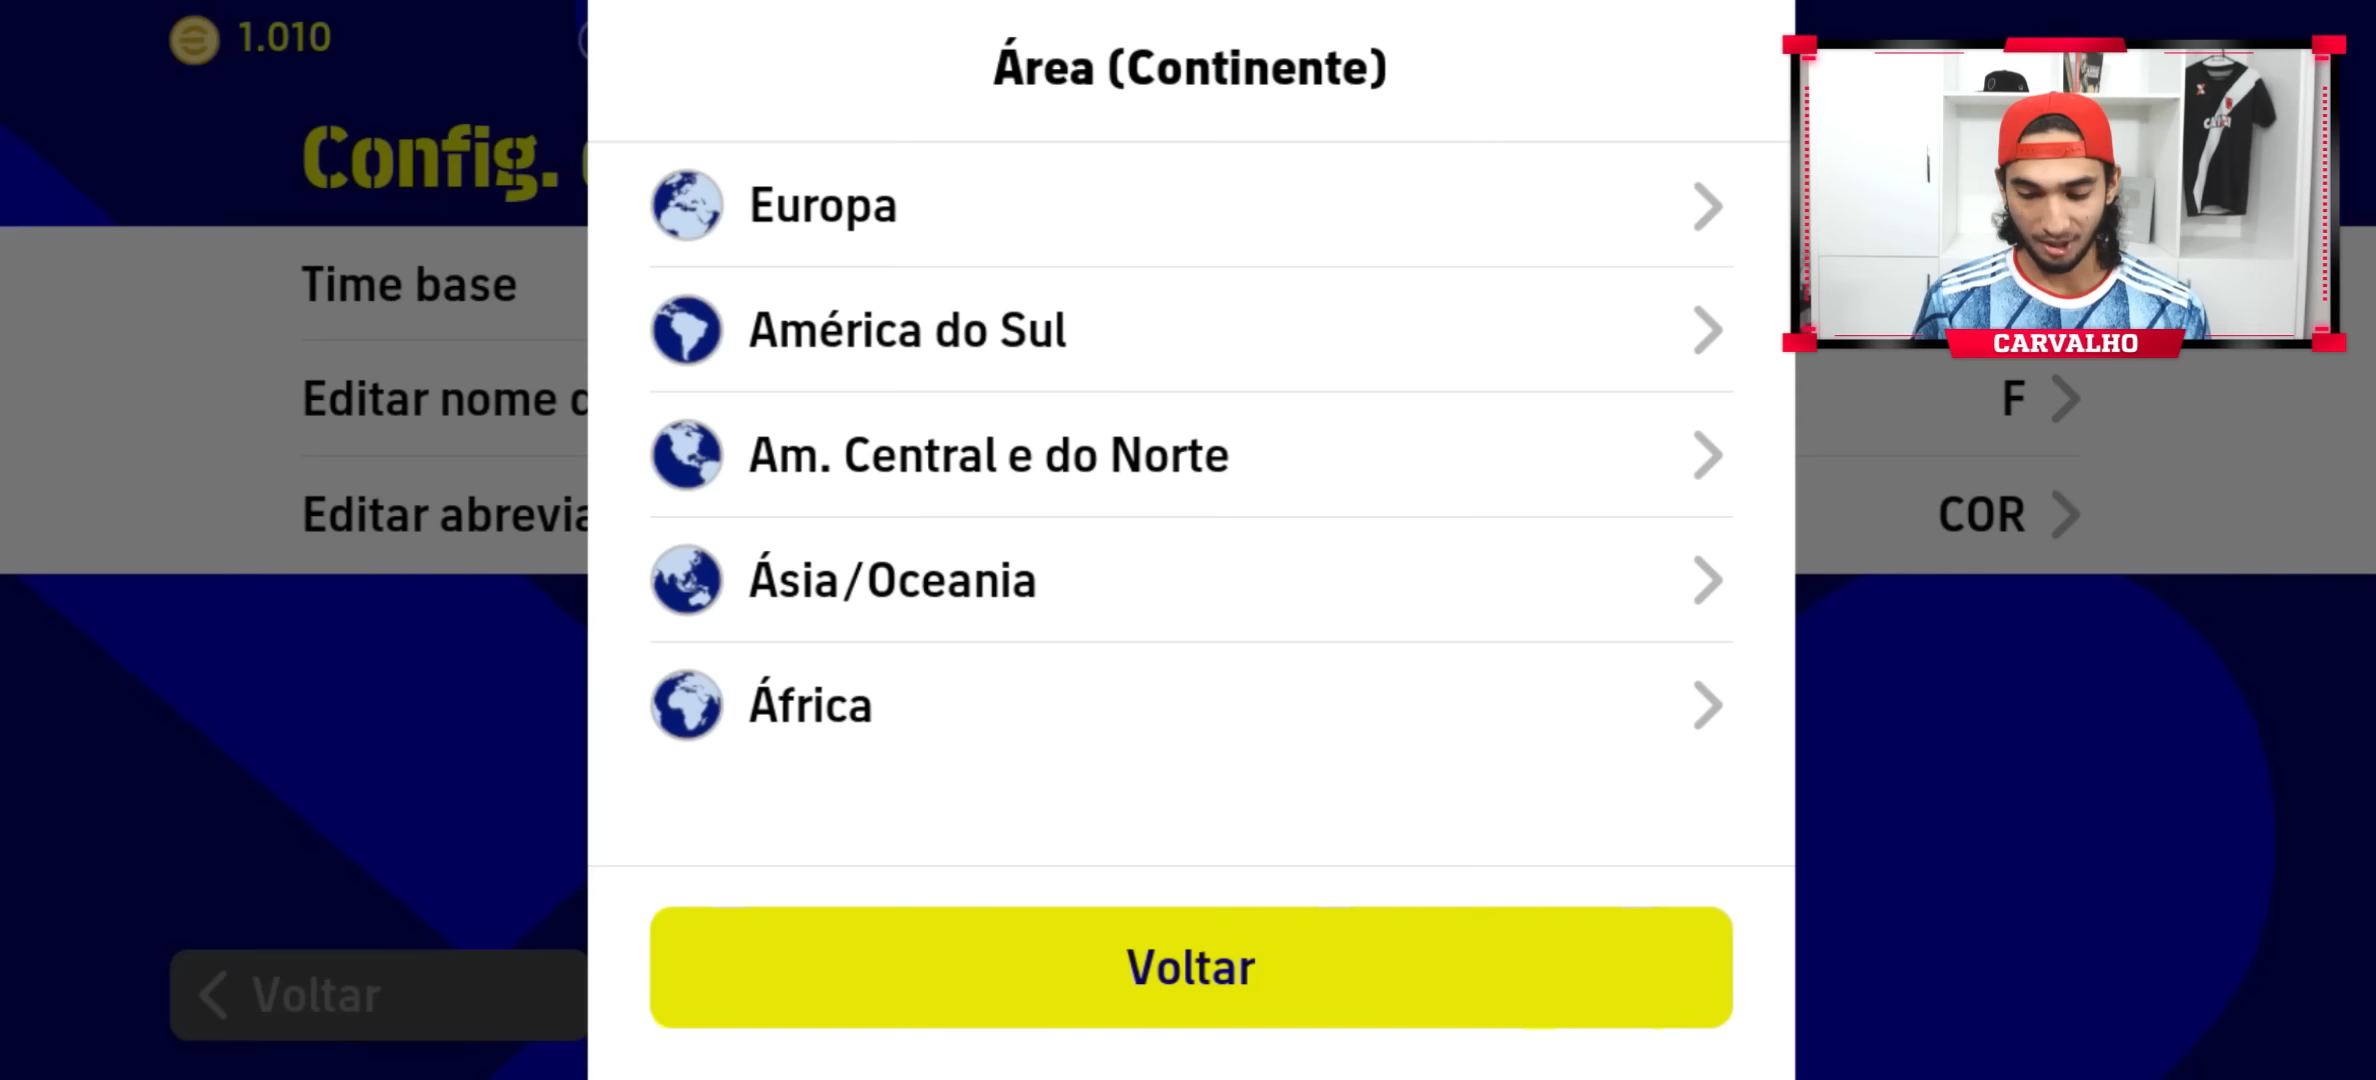 1.010
Área (Continente)
Config.
Europa
Time base
América do Sul
CARVALHO
Editar nome d
F
Am. Central e do Norte
Editar abrevia
COR
Ásia/Oceania
África
Voltar
Voltar